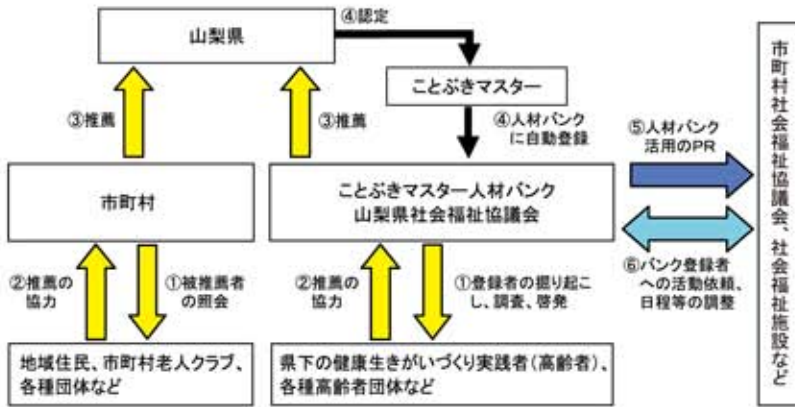 ④認定
山梨県
ことぶきマスター
③推薦
③推薦
④人材バンク
に自動登録
⑤人材バンク
活用のPR
市町村
ことぶきマスター人材バンク
山梨県社会福祉協議会
②推薦の
協力
①被推薦者
の照会
②推薦の
協力
①登録者の掘り起こ
し、調査、啓発
⑥バンク登録者
への活動依頼、
日程等の調整
地域住民、市町村老人クラブ、
各種団体など
県下の健康生きがいづくり実践者(高齢者)、
各種高齢者団体など
市町村社会福祉協議会、社会福祉施設など